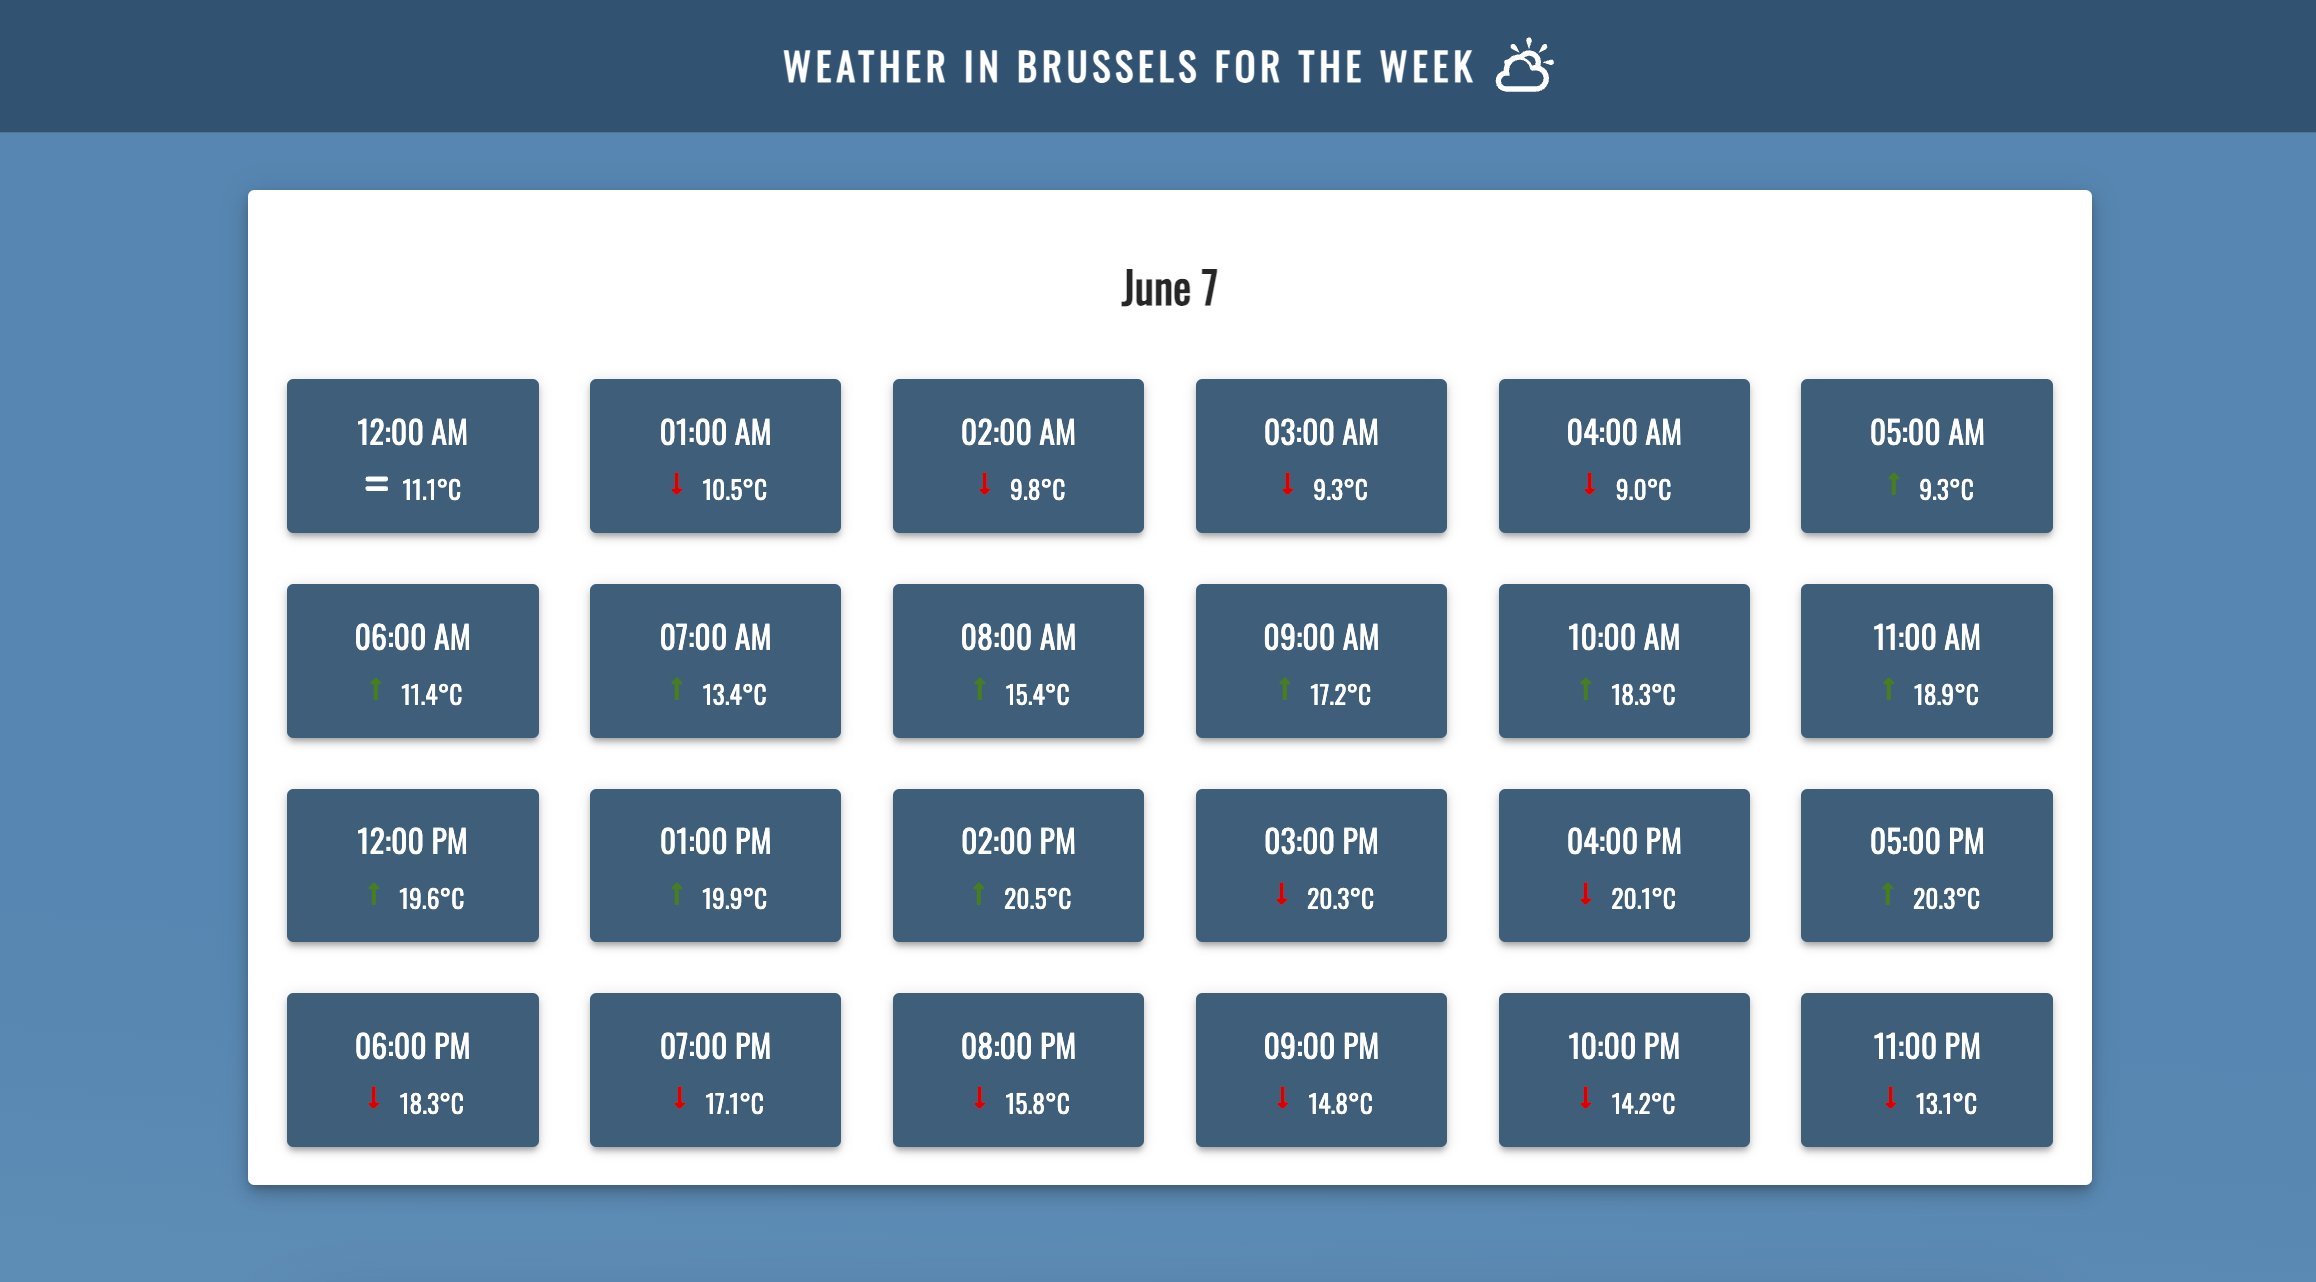 WEATHER IN BRUSSELS FOR THE WEEK
June 7
12:00 AM
= 11.1°C
01:00 AM
↓ 10.5°C
02:00 AM
↓ 9.8°C
03:00 AM
↓ 9.3°C
04:00 AM
↓ 9.0°C
05:00 AM
↑ 9.3°C
06:00 AM
↑ 11.4°C
07:00 AM
↑ 13.4°C
08:00 AM
↑ 15.4°C
09:00 AM
↑ 17.2°C
10:00 AM
↑ 18.3°C
11:00 AM
↑ 18.9°C
12:00 PM
↑ 19.6°C
01:00 PM
↑ 19.9°C
02:00 PM
↑ 20.5°C
03:00 PM
↓ 20.3°C
04:00 PM
↓ 20.1°C
05:00 PM
↑ 20.3°C
06:00 PM
↓ 18.3°C
07:00 PM
↓ 17.1°C
08:00 PM
↓ 15.8°C
09:00 PM
↓ 14.8°C
10:00 PM
↓ 14.2°C
11:00 PM
↓ 13.1°C